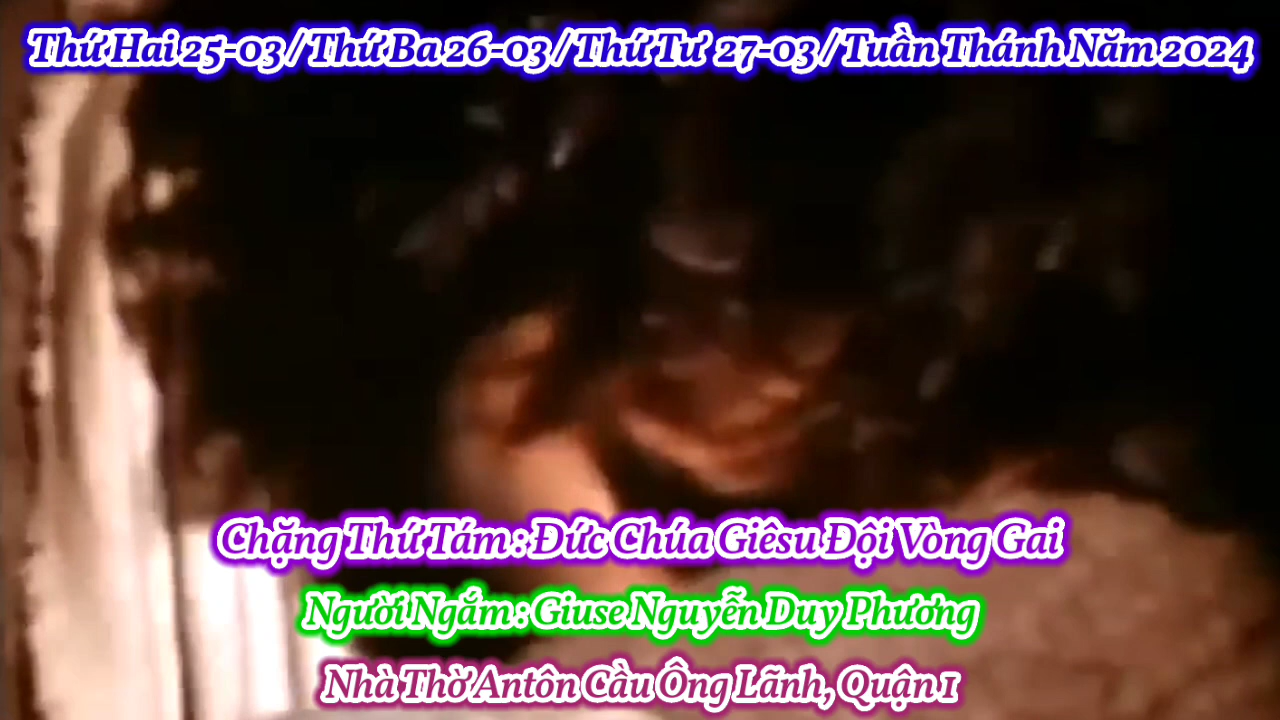 Thứ Hai 25-03 / Thứ Ba 26-03 / Thứ Tư 27-03 / Tuần Thánh Năm 2024
Chặng Thứ Tám : Đức Chúa Giêsu Đội Vòng Gai
Người Ngắm : Giuse Nguyễn Duy Phương
Nhà Thờ Antôn Cầu Ông Lãnh, Quận 1